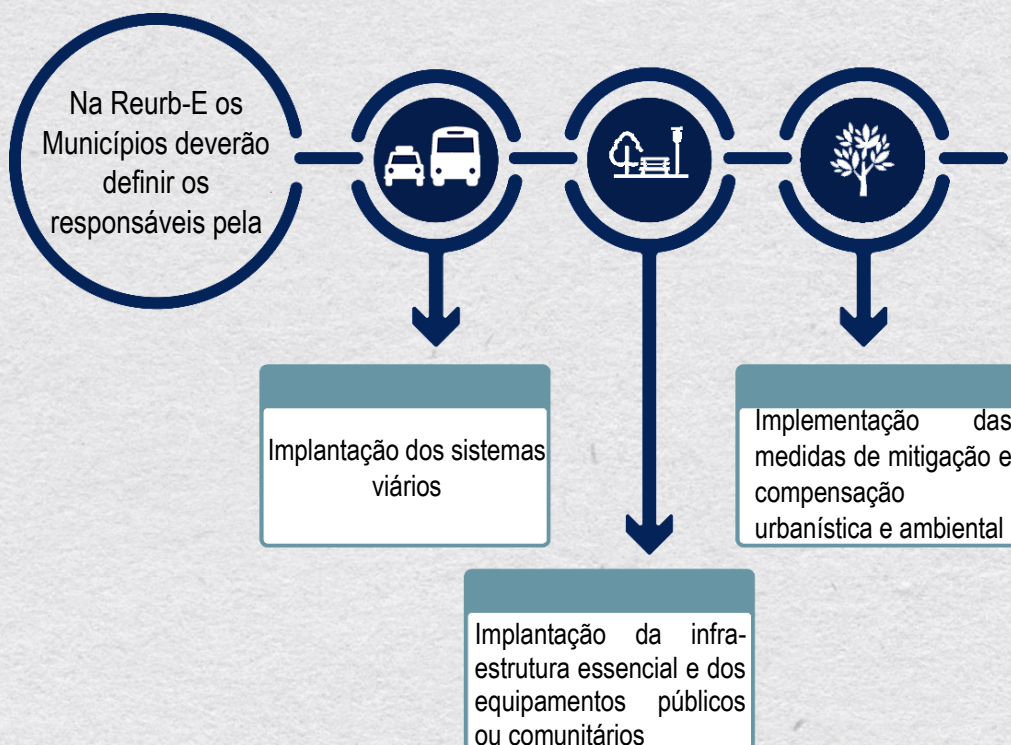 Na Reurb-E os
Municípios deverão
definir os
responsáveis pela
Implantação dos sistemas
viários
Implantação da infra-
estrutura essencial e dos
equipamentos públicos
ou comunitários
Implementação das
medidas de mitigação e
compensação
urbanística e ambiental